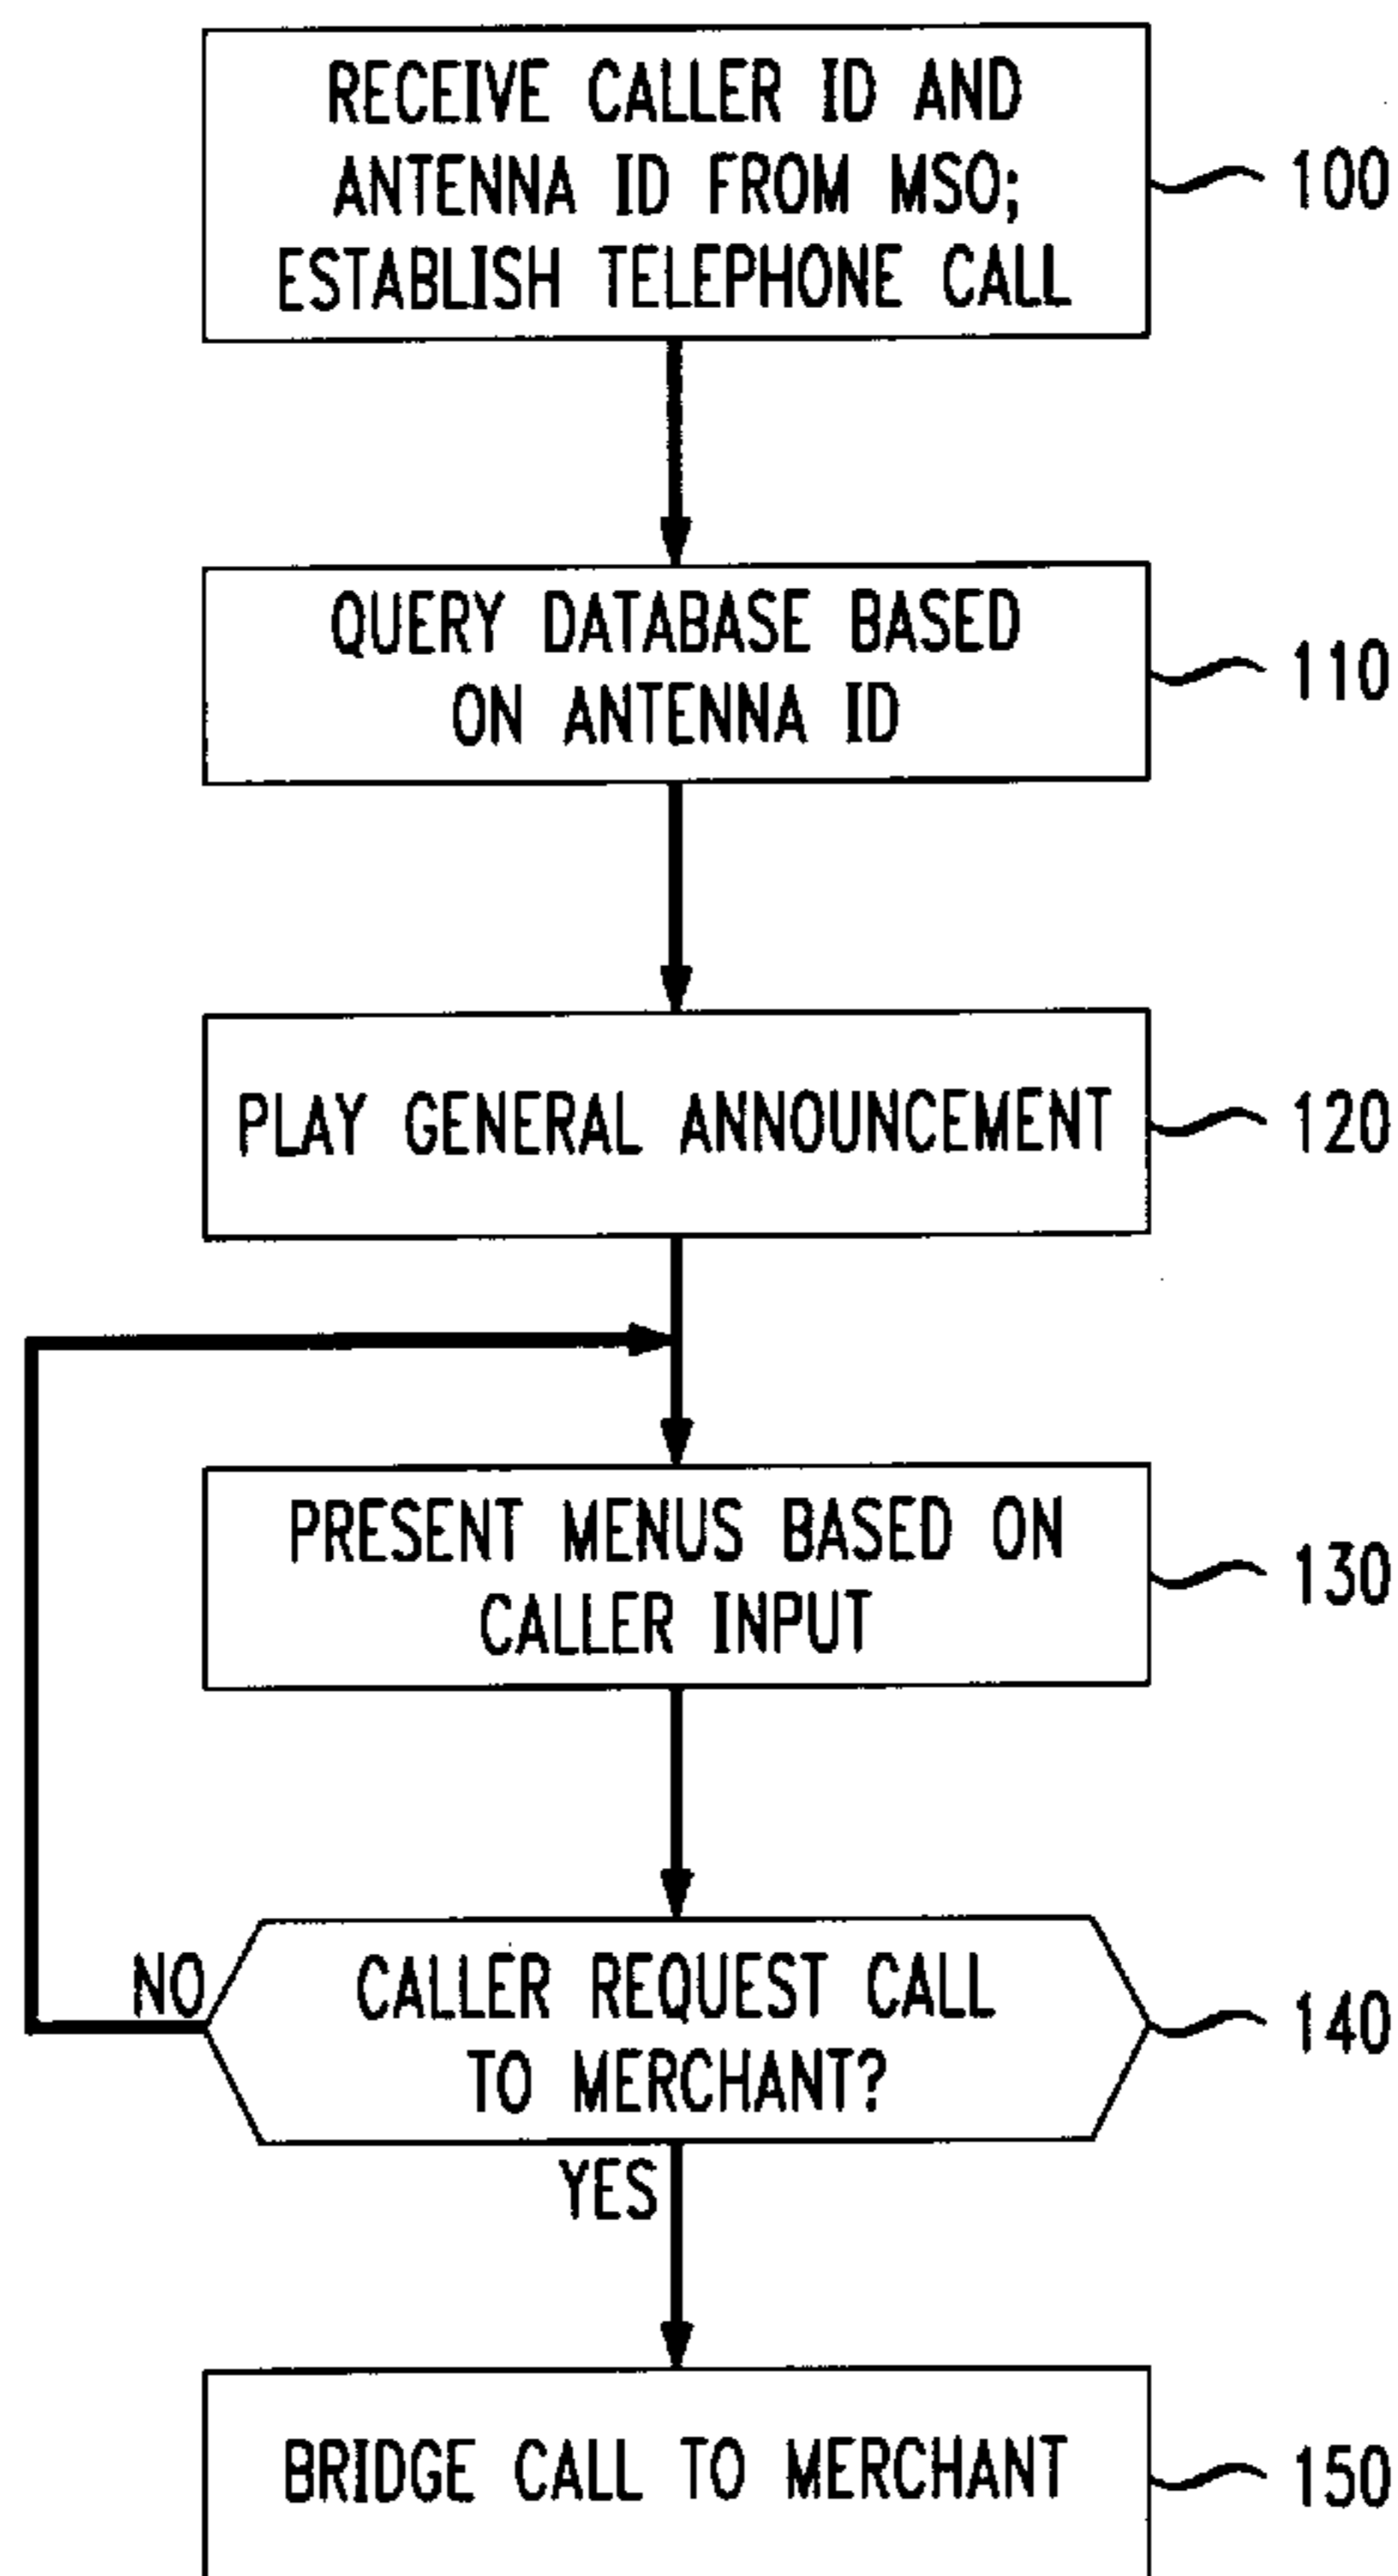 RECEIVE CALLER ID AND
ANTENNA ID FROM MSO;
ESTABLISH TELEPHONE CALL
100
QUERY DATABASE BASED
ON ANTENNA ID
110
PLAY GENERAL ANNOUNCEMENT
120
PRESENT MENUS BASED ON
CALLER INPUT
130
NO
CALLER REQUEST CALL
TO MERCHANT?
140
YES
BRIDGE CALL TO MERCHANT
150